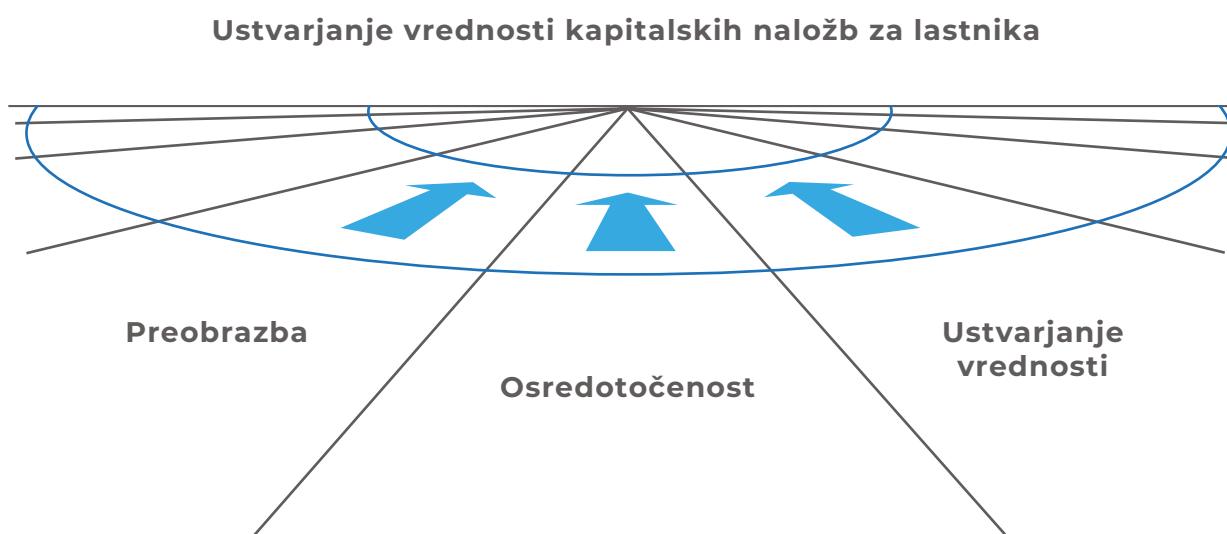 Ustvarjanje vrednosti kapitalskih naložb za lastnika
Preobrazba
Osredotočenost
Ustvarjanje
vrednosti